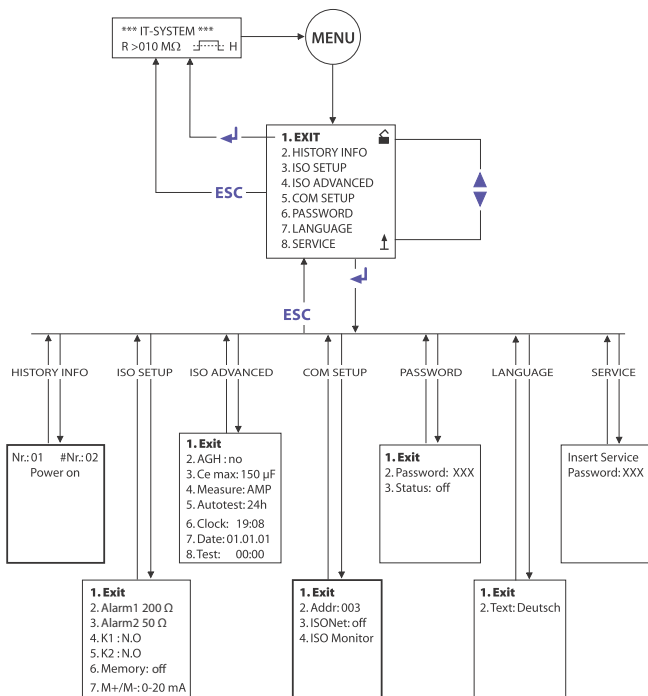 *** IT-SYSTEM ***
R >010 MΩ H
MENU
1. EXIT
2. HISTORY INFO
3. ISO SETUP
4. ISO ADVANCED
5. COM SETUP
6. PASSWORD
7. LANGUAGE
8. SERVICE
ESC
ESC
HISTORY INFO ISO SETUP ISO ADVANCED COM SETUP PASSWORD LANGUAGE SERVICE
Nr.: 01 #Nr.: 02
Power on
1. Exit
2. AGH : no
3. Ce max: 150 µF
4. Measure: AMP
5. Autotest: 24h
6. Clock: 19:08
7. Date: 01.01.01
8. Test: 00:00
1. Exit
2. Password: XXX
3. Status: off
Insert Service
Password: XXX
1. Exit
2. Alarm1 200 Ω
3. Alarm2 50 Ω
4. K1 : N.O
5. K2 : N.O
6. Memory: off
7. M+/M-: 0-20 mA
1. Exit
2. Addr: 003
3. ISONet: off
4. ISO Monitor
1. Exit
2. Text: Deutsch